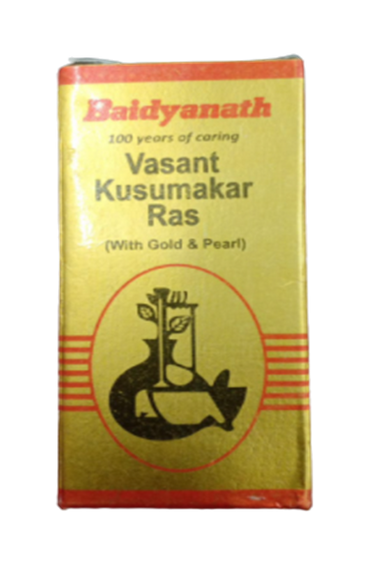 Baidyanath
100 years of caring
Vasant
Kusumakar
Ras
(With Gold & Pearl)